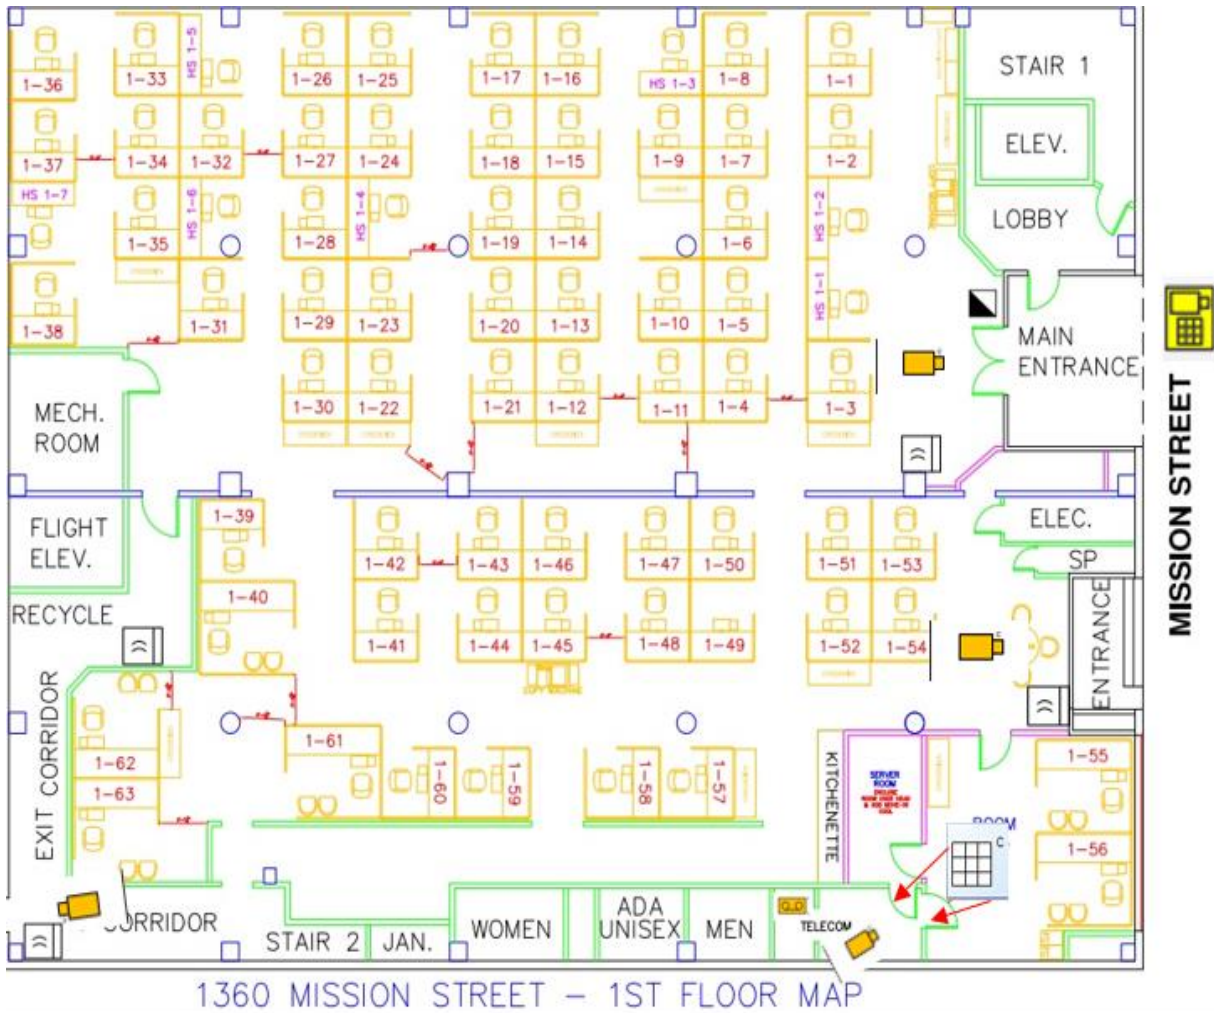 1-36
1-33
HS 1-5
1-26
1-25
1-17
1-16
HS 1-3
1-8
1-1
STAIR 1
1-37
1-34
1-32
1-27
1-24
1-18
1-15
1-9
1-7
1-2
ELEV.
HS 1-7
1-35
HS 1-6
1-28
HS 1-4
1-19
1-14
1-6
HS 1-2
LOBBY
1-38
1-31
1-29
1-23
1-20
1-13
1-10
1-5
HS 1-1
MAIN
ENTRANCE
MECH.
ROOM
1-30
1-22
1-21
1-12
1-11
1-4
1-3
MISSION STREET
FLIGHT
ELEV.
1-39
1-42
1-43
1-46
1-47
1-50
1-51
1-53
ELEC.
SP
RECYCLE
1-40
1-41
1-44
1-45
1-48
1-49
1-52
1-54
C
ENTRANCE
COPY MACHINE
EXIT CORRIDOR
1-62
1-63
1-61
1-60
1-59
1-58
1-57
KITCHENETTE
SERVER
ROOM
1-55
ROOM
C
1-56
CORRIDOR
STAIR 2
JAN.
WOMEN
ADA
UNISEX
MEN
TELECOM
1360 MISSION STREET – 1ST FLOOR MAP